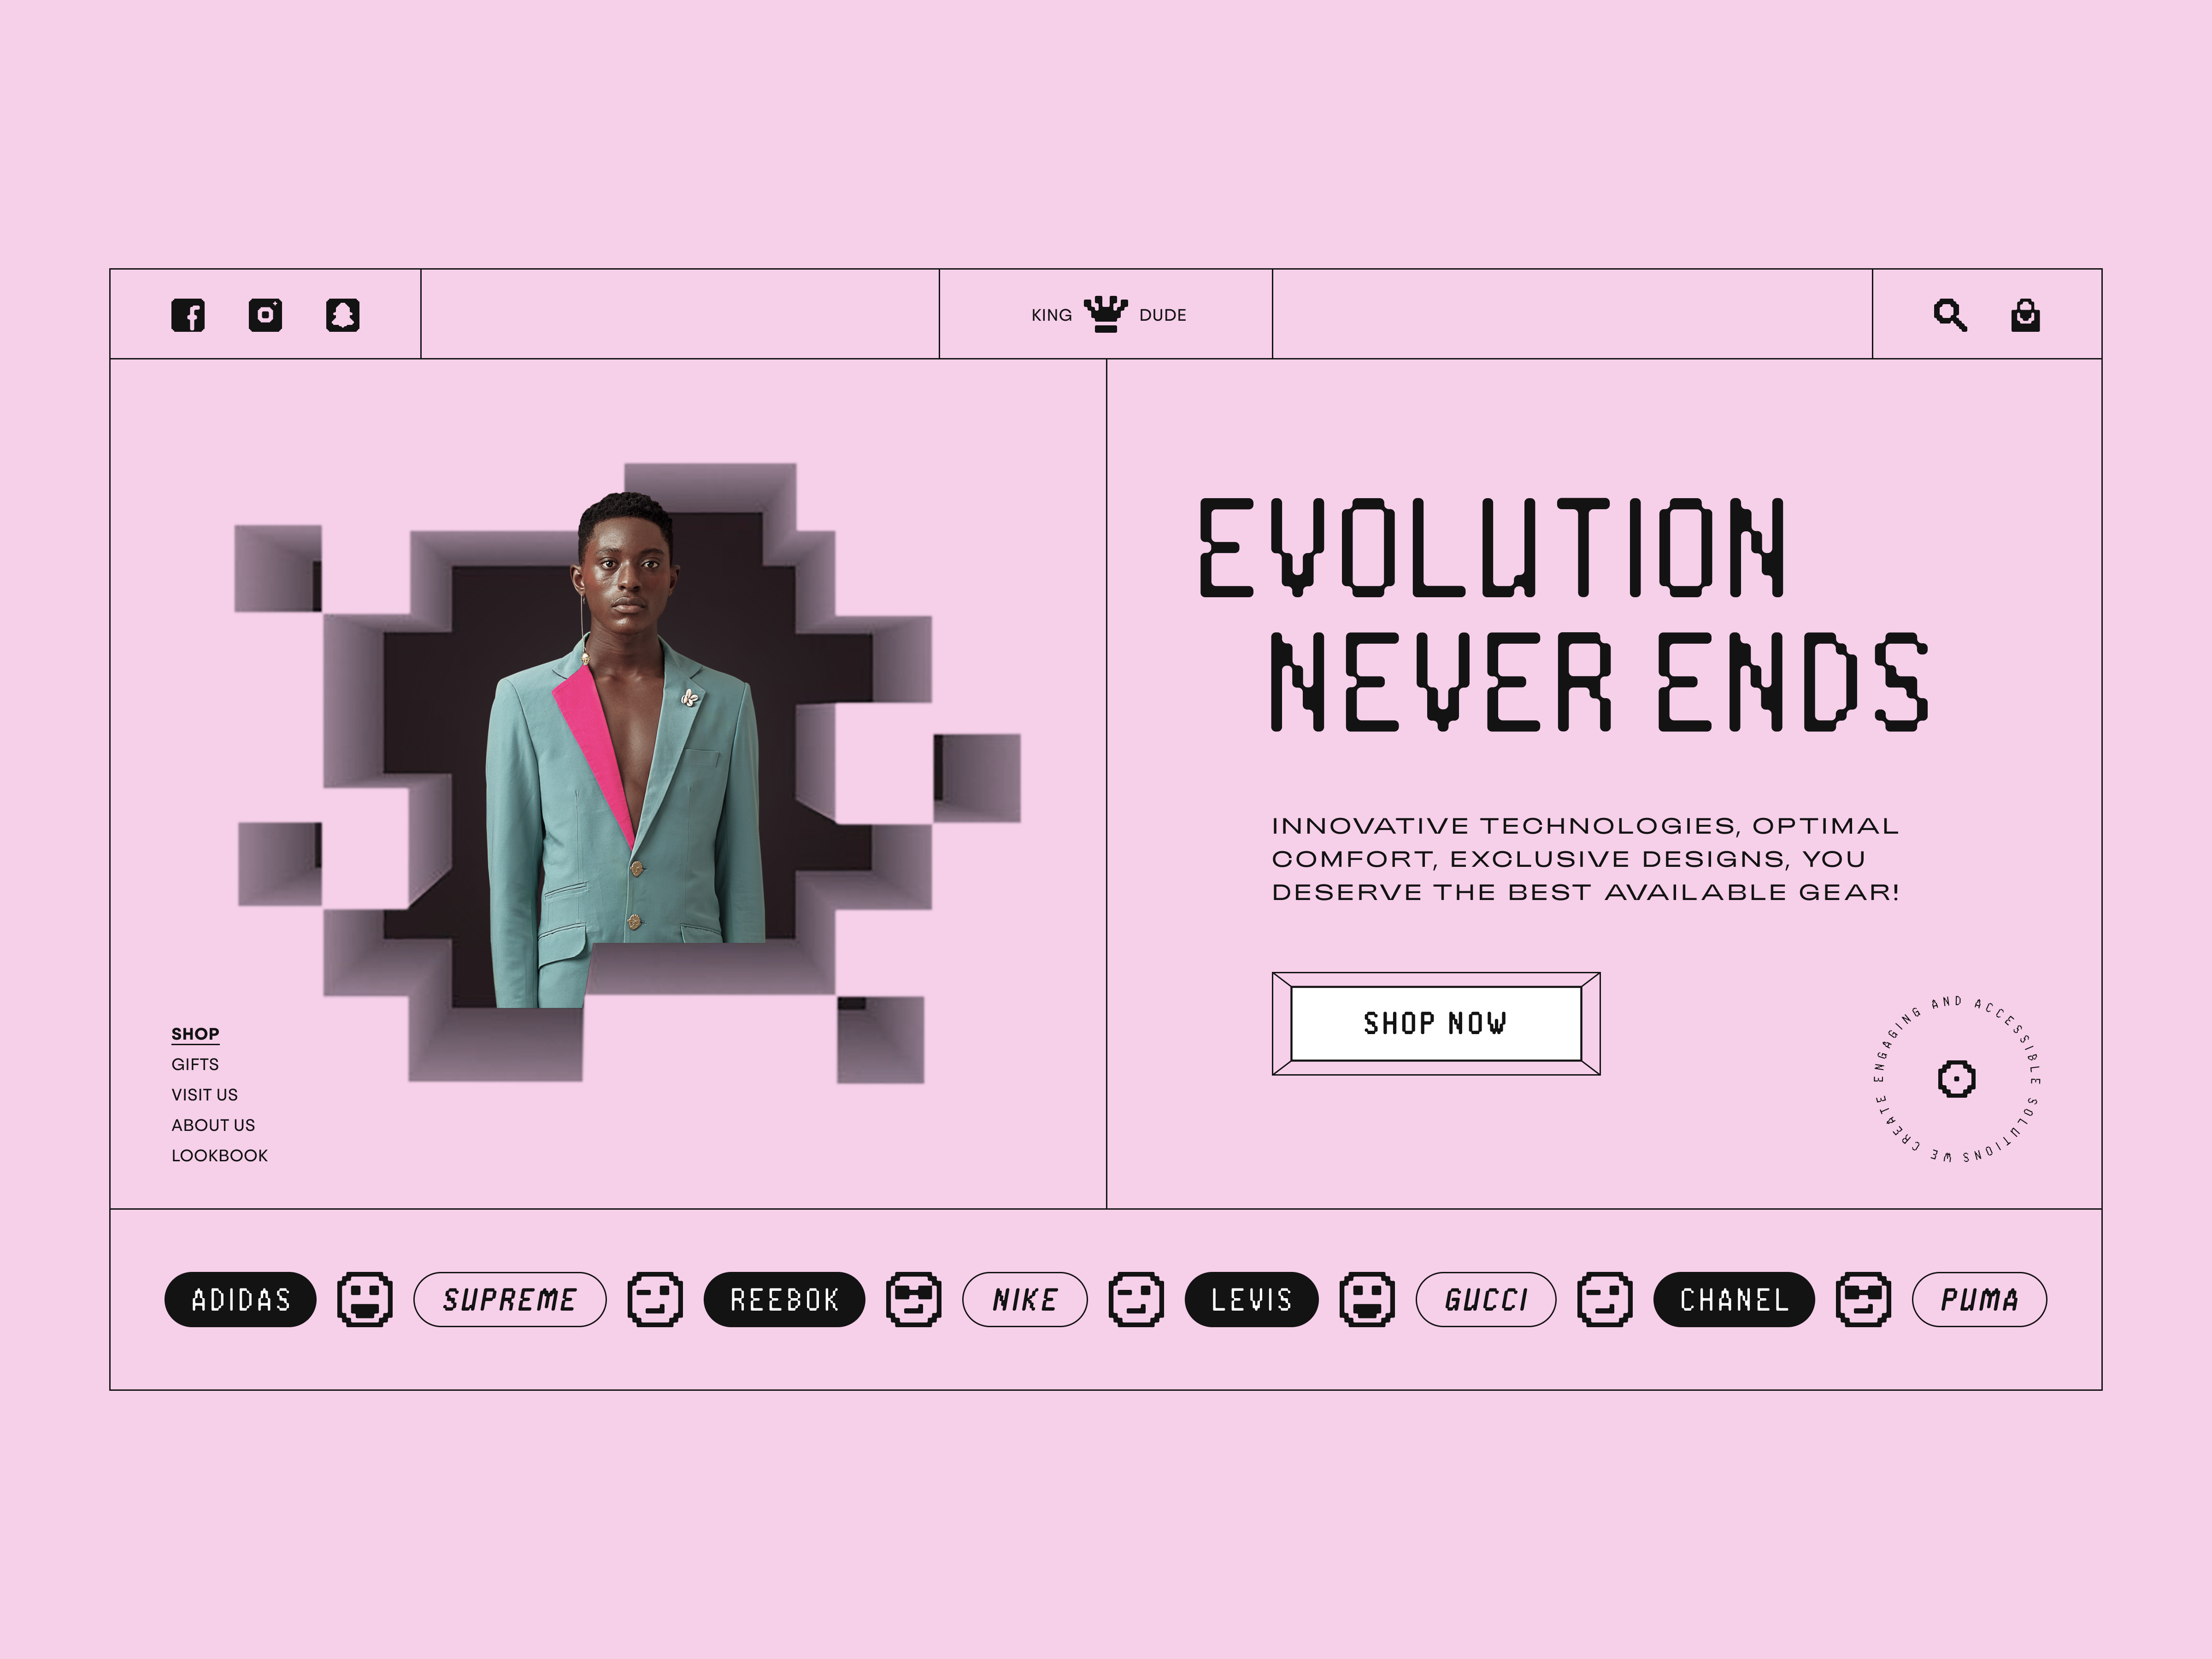 KING DUDE
EVOLUTION
NEVER ENDS
INNOVATIVE TECHNOLOGIES, OPTIMAL
COMFORT, EXCLUSIVE DESIGNS, YOU
DESERVE THE BEST AVAILABLE GEAR!
SHOP NOW
SHOP
GIFTS
VISIT US
ABOUT US
LOOKBOOK
WE CREATE ENGAGING AND ACCESSIBLE SOLUTIONS
ADIDAS SUPREME REEBOK NIKE LEVIS GUCCI CHANEL PUMA